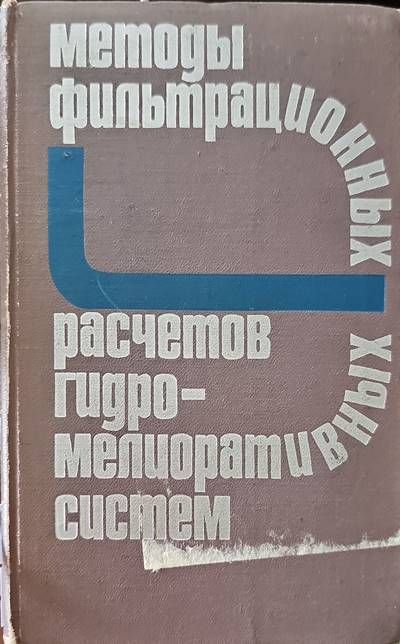 методы
фильтрационных
расчетов
гидро-
мелиоративных
систем